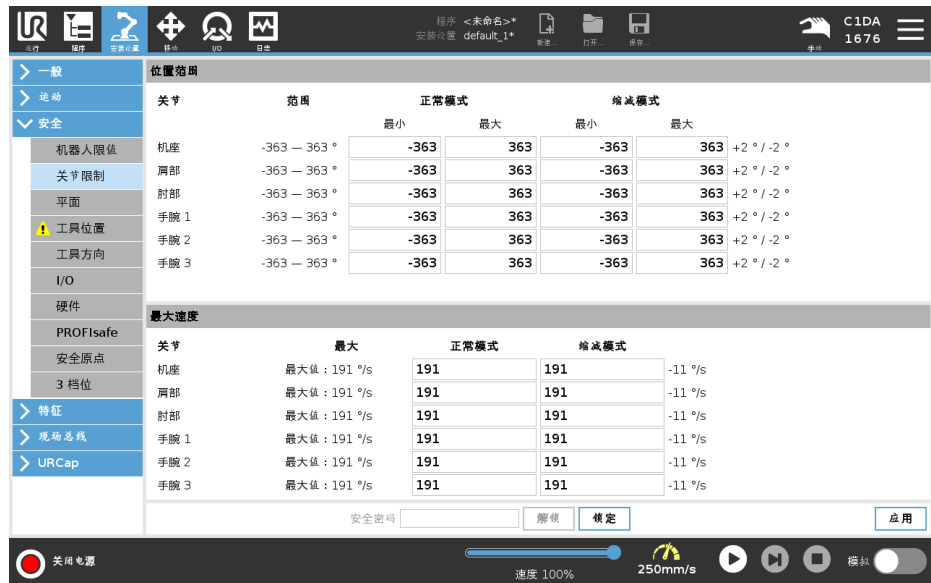 程序 <未命名>*
安装设置 default_1*
C1DA
1676
运行 程序 安装设置 移动 I/O 日志 新建... 打开... 保存... 手动
一般
运动
安全
机器人限值
关节限制
平面
工具位置
工具方向
I/O
硬件
PROFIsafe
安全原点
3 档位
特征
现场总线
URCap
位置范围
关节 范围 正常模式 缩减模式
最小 最大 最小 最大
机座 -363 — 363 ° -363 363 -363 363 +2 ° / -2 °
肩部 -363 — 363 ° -363 363 -363 363 +2 ° / -2 °
肘部 -363 — 363 ° -363 363 -363 363 +2 ° / -2 °
手腕 1 -363 — 363 ° -363 363 -363 363 +2 ° / -2 °
手腕 2 -363 — 363 ° -363 363 -363 363 +2 ° / -2 °
手腕 3 -363 — 363 ° -363 363 -363 363 +2 ° / -2 °
最大速度
关节 最大 正常模式 缩减模式
机座 最大值：191 °/s 191 191 -11 °/s
肩部 最大值：191 °/s 191 191 -11 °/s
肘部 最大值：191 °/s 191 191 -11 °/s
手腕 1 最大值：191 °/s 191 191 -11 °/s
手腕 2 最大值：191 °/s 191 191 -11 °/s
手腕 3 最大值：191 °/s 191 191 -11 °/s
安全密码 解锁 锁定 应用
关闭电源 速度 100% 250mm/s 模拟